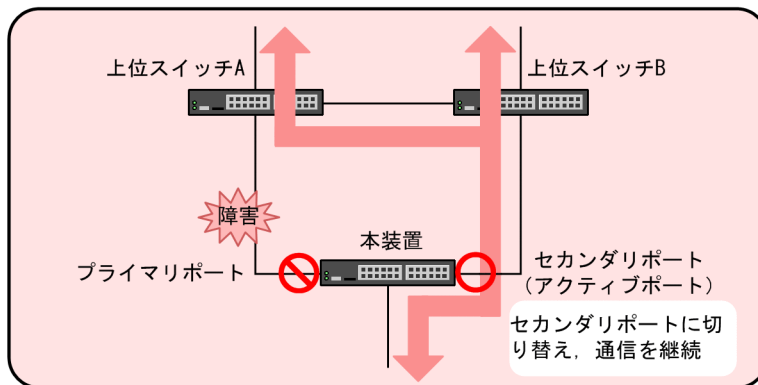 上位スイッチA
上位スイッチB
障害
本装置
プライマリポート
セカンダリポート
（アクティブポート）
セカンダリポートに切
り替え，通信を継続